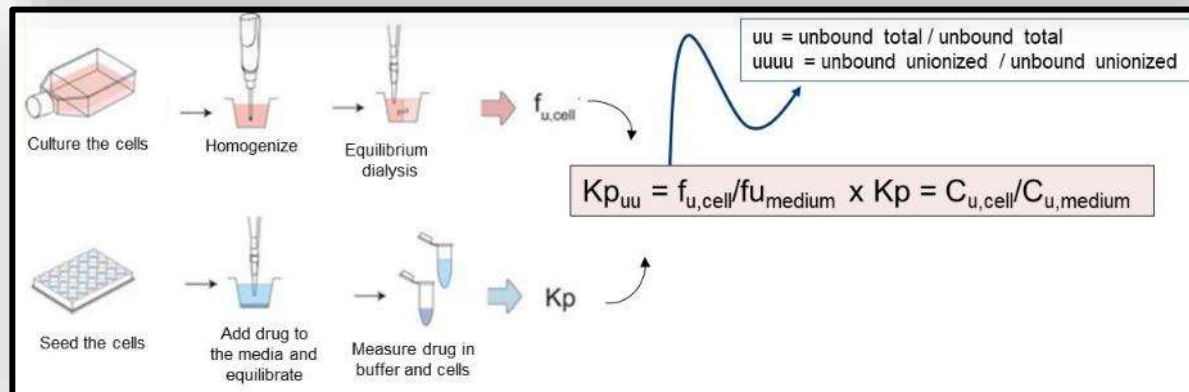 uu = unbound total / unbound total
uuuu = unbound unionized / unbound unionized
Culture the cells
Homogenize
Equilibrium
dialysis
f u,cell
Kp uu = f u,cell/fu medium x Kp = C u,cell/C u,medium
Seed the cells
Add drug to
the media and
equilibrate
Measure drug in
buffer and cells
Kp